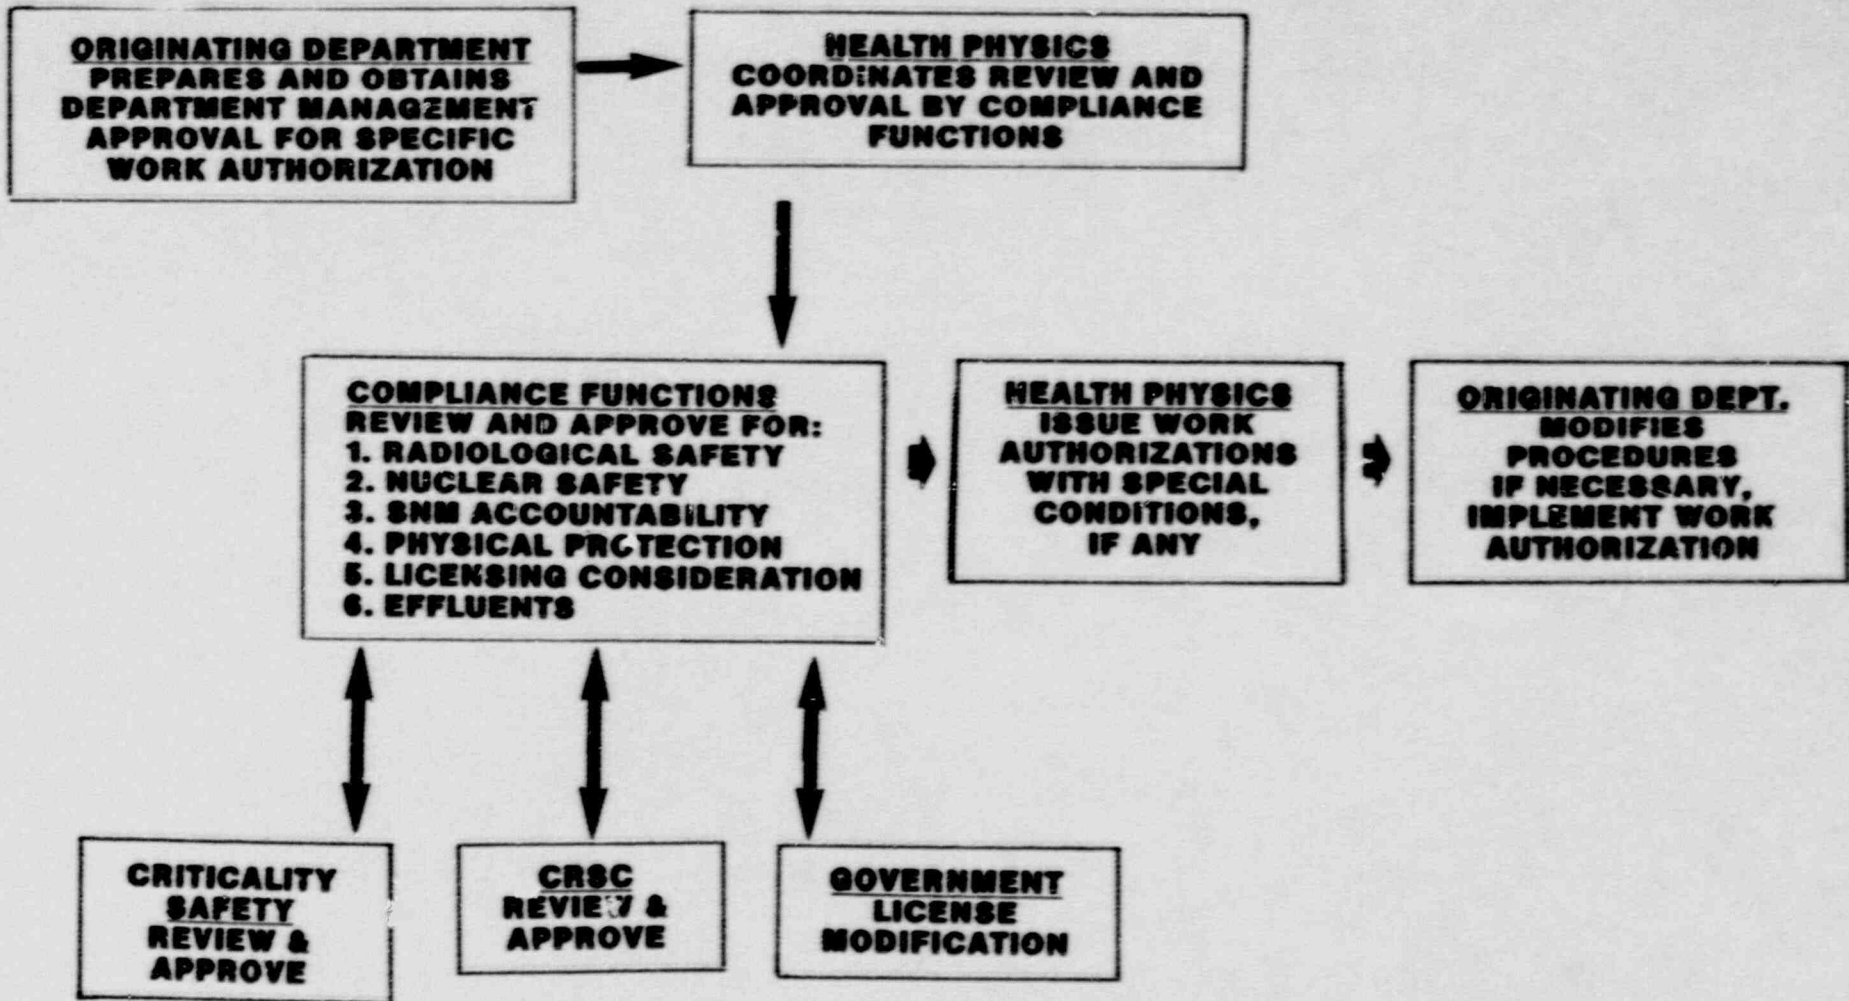 ORIGINATING DEPARTMENT
PREPARES AND OBTAINS
DEPARTMENT MANAGEMENT
APPROVAL FOR SPECIFIC
WORK AUTHORIZATION
HEALTH PHYSICS
COORDINATES REVIEW AND
APPROVAL BY COMPLIANCE
FUNCTIONS
COMPLIANCE FUNCTIONS
REVIEW AND APPROVE FOR:
1. RADIOLOGICAL SAFETY
2. NUCLEAR SAFETY
3. SNM ACCOUNTABILITY
4. PHYSICAL PROTECTION
5. LICENSING CONSIDERATION
6. EFFLUENTS
HEALTH PHYSICS
ISSUE WORK
AUTHORIZATIONS
WITH SPECIAL
CONDITIONS,
IF ANY
ORIGINATING DEPT.
MODIFIES
PROCEDURES
IF NECESSARY,
IMPLEMENT WORK
AUTHORIZATION
CRITICALITY
SAFETY
REVIEW &
APPROVE
CRSC
REVIEW &
APPROVE
GOVERNMENT
LICENSE
MODIFICATION